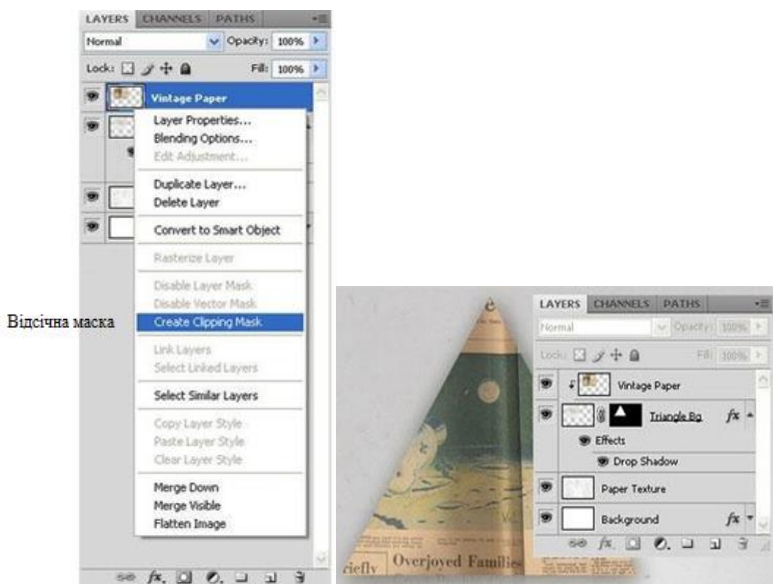 LAYERS CHANNELS PATHS
Normal Opacity: 100%
Lock: Fill: 100%
Vintage Paper
Layer Properties...
Blending Options...
Edit Adjustment...
Duplicate Layer...
Delete Layer
Convert to Smart Object
Rasterize Layer
Disable Layer Mask
Disable Vector Mask
Відсічна маска
Create Clipping Mask
Link Layers
Select Linked Layers
Select Similar Layers
Copy Layer Style
Paste Layer Style
Clear Layer Style
Merge Down
Merge Visible
Flatten Image
fx
Overjoyed Families
LAYERS CHANNELS PATHS
Normal Opacity: 100%
Lock: Fill: 100%
Vintage Paper
Triangle Bg fx
Effects
Drop Shadow
Paper Texture
Background fx
fx